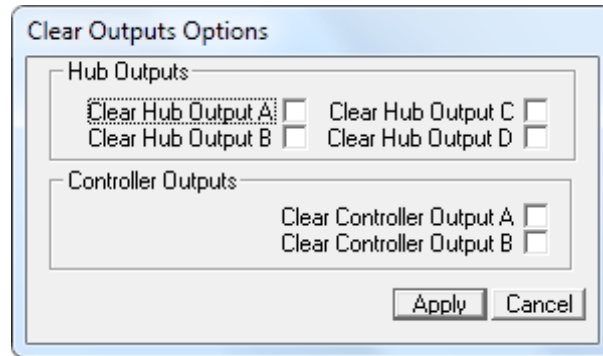 Clear Outputs Options
Hub Outputs
Clear Hub Output A Clear Hub Output C
Clear Hub Output B Clear Hub Output D
Controller Outputs
Clear Controller Output A
Clear Controller Output B
Apply Cancel